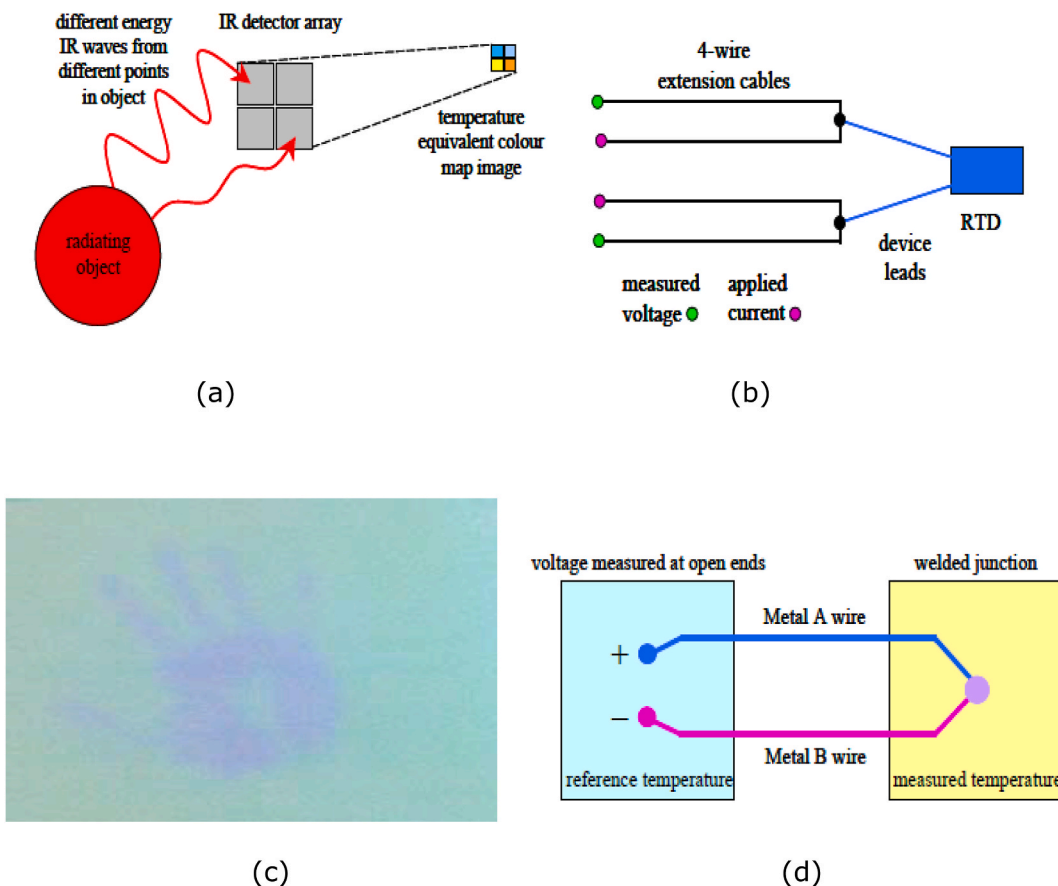 different energy
IR waves from
different points
in object
IR detector array
temperature
equivalent colour
map image
radiating
object
(a)
4-wire
extension cables
RTD
device
leads
measured
voltage
applied
current
(b)
(c)
voltage measured at open ends
welded junction
Metal A wire
+
−
Metal B wire
reference temperature
measured temperature
(d)